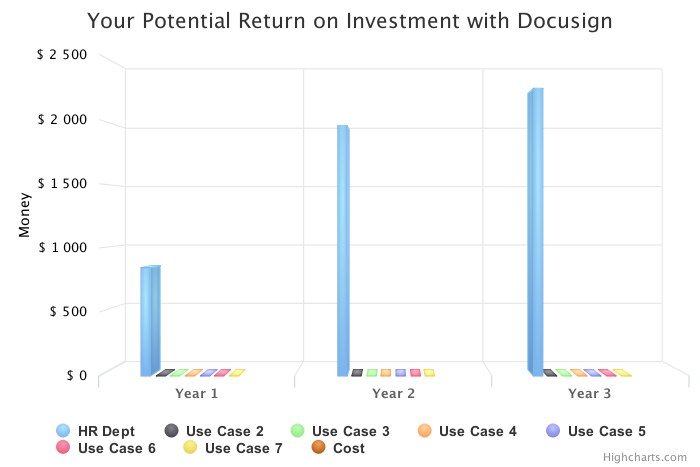 Your Potential Return on Investment with Docusign
$ 2 500
$ 2 000
$ 1 500
$ 1 000
$ 500
$ 0
Money
Year 1 Year 2 Year 3
HR Dept Use Case 2 Use Case 3 Use Case 4 Use Case 5
Use Case 6 Use Case 7 Cost
Highcharts.com